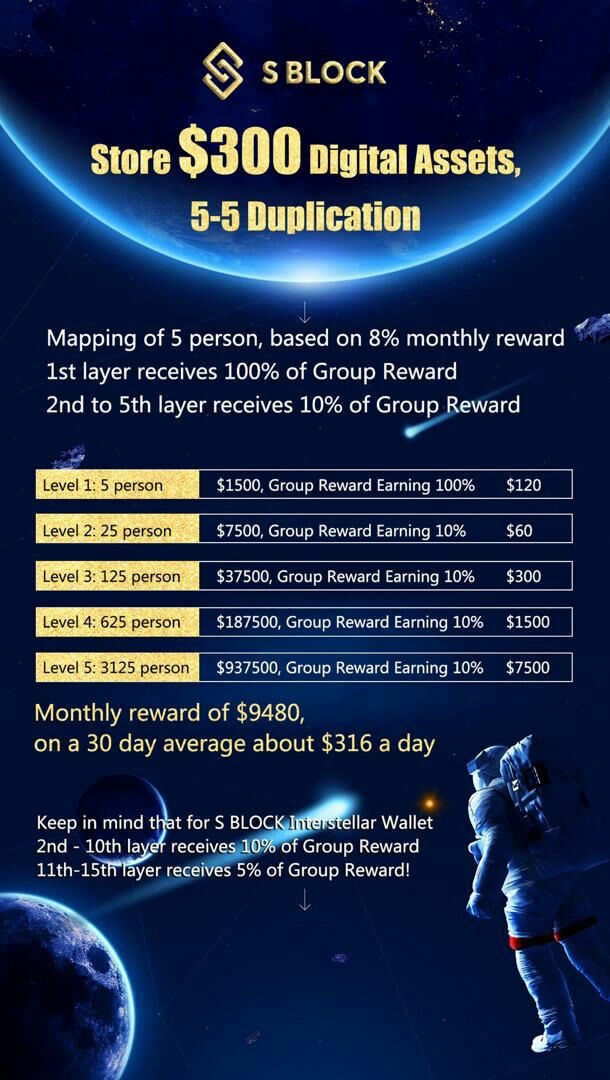 S BLOCK
Store $300 Digital Assets,
5-5 Duplication
Mapping of 5 person, based on 8% monthly reward
1st layer receives 100% of Group Reward
2nd to 5th layer receives 10% of Group Reward
Level 1: 5 person $1500, Group Reward Earning 100% $120
Level 2: 25 person $7500, Group Reward Earning 10% $60
Level 3: 125 person $37500, Group Reward Earning 10% $300
Level 4: 625 person $187500, Group Reward Earning 10% $1500
Level 5: 3125 person $937500, Group Reward Earning 10% $7500
Monthly reward of $9480,
on a 30 day average about $316 a day
Keep in mind that for S BLOCK Interstellar Wallet
2nd - 10th layer receives 10% of Group Reward
11th-15th layer receives 5% of Group Reward!